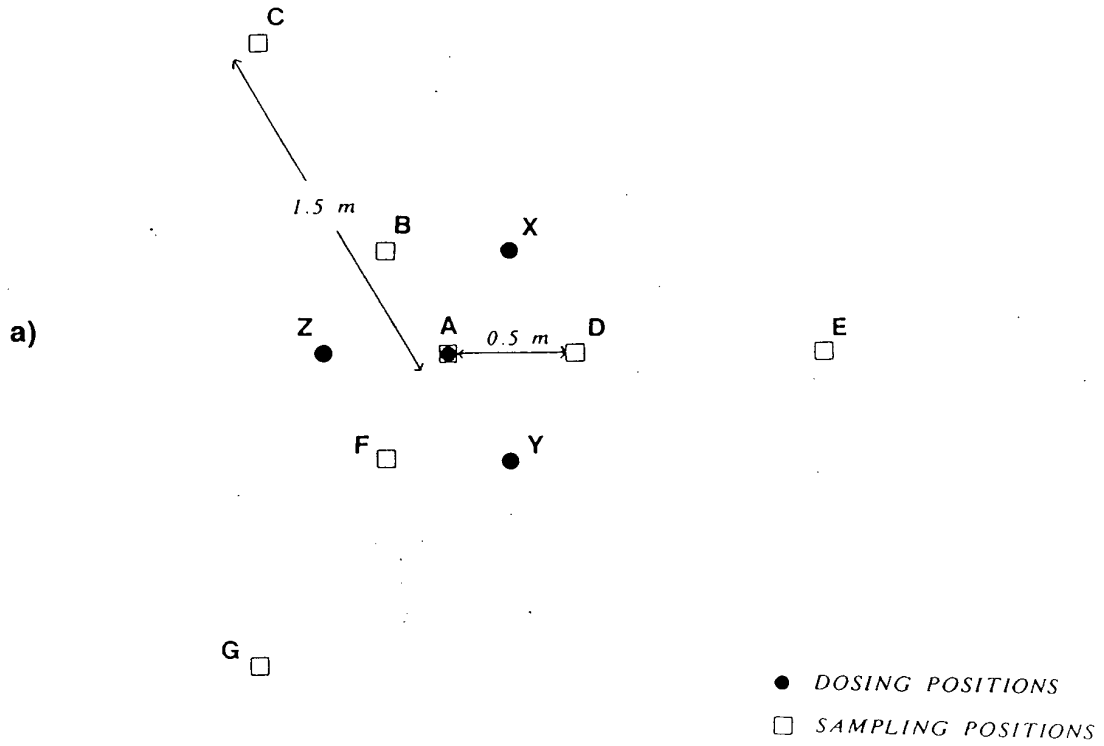 C
1.5 m
B X
a)
Z A 0.5 m D E
F Y
G
DOSING POSITIONS
SAMPLING POSITIONS